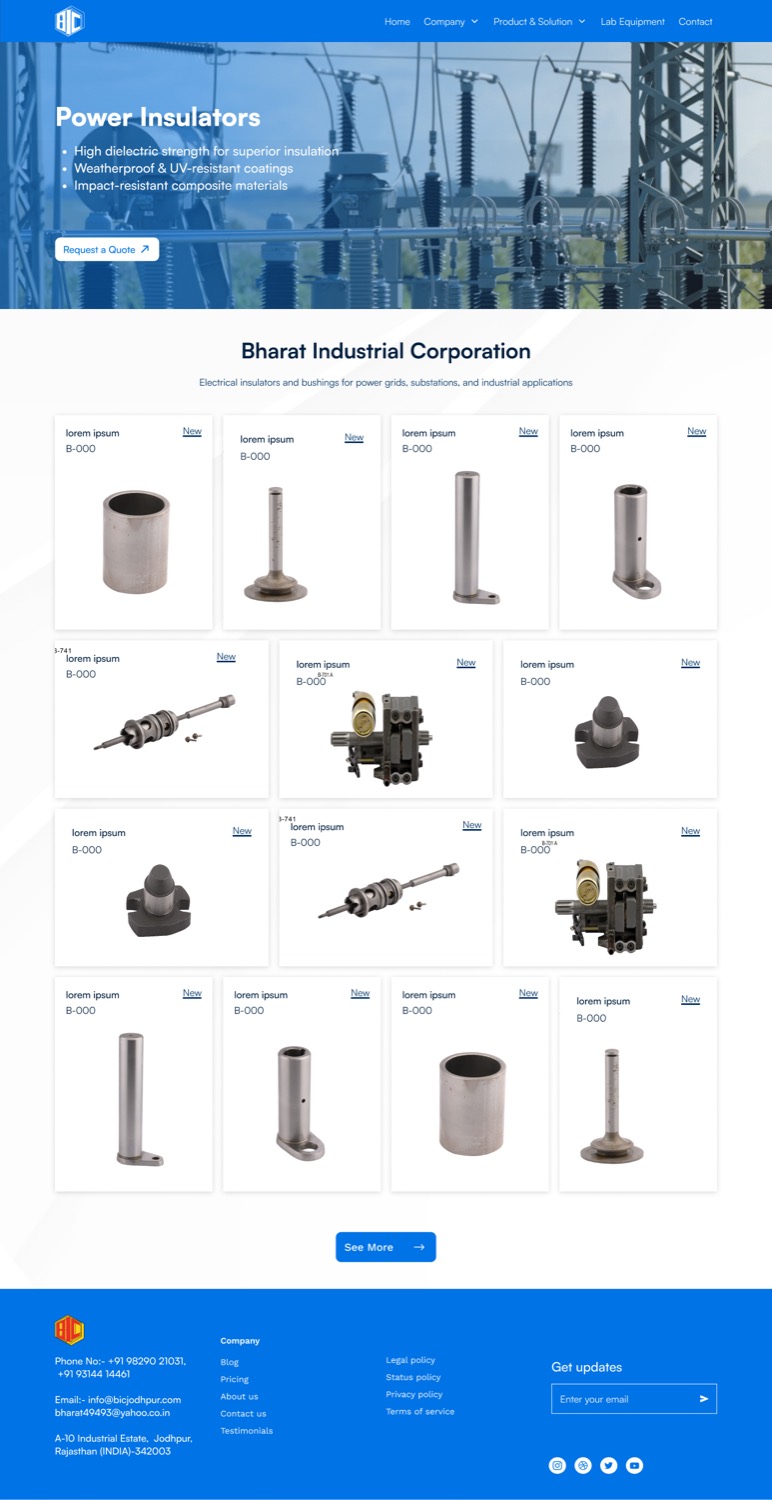 BIC
Home Company Product & Solution Lab Equipment Contact
Power Insulators
• High dielectric strength for superior insulation
• Weatherproof & UV-resistant coatings
• Impact-resistant composite materials
Request a Quote
Bharat Industrial Corporation
Electrical insulators and bushings for power grids, substations, and industrial applications
lorem ipsum New
B-000
lorem ipsum New
B-000
lorem ipsum New
B-000
lorem ipsum New
B-000
B-741
lorem ipsum New
B-000
lorem ipsum New
B-000
B-701 A
lorem ipsum New
B-000
lorem ipsum New
B-000
B-741
lorem ipsum New
B-000
lorem ipsum New
B-000
B-701 A
lorem ipsum New
B-000
lorem ipsum New
B-000
lorem ipsum New
B-000
lorem ipsum New
B-000
See More
BIC
Phone No:- +91 98290 21031,
+91 93144 14461
Email:- info@bicjodhpur.com
bharat49493@yahoo.co.in
A-10 Industrial Estate, Jodhpur,
Rajasthan (INDIA)-342003
Company
Blog
Pricing
About us
Contact us
Testimonials
Legal policy
Status policy
Privacy policy
Terms of service
Get updates
Enter your email